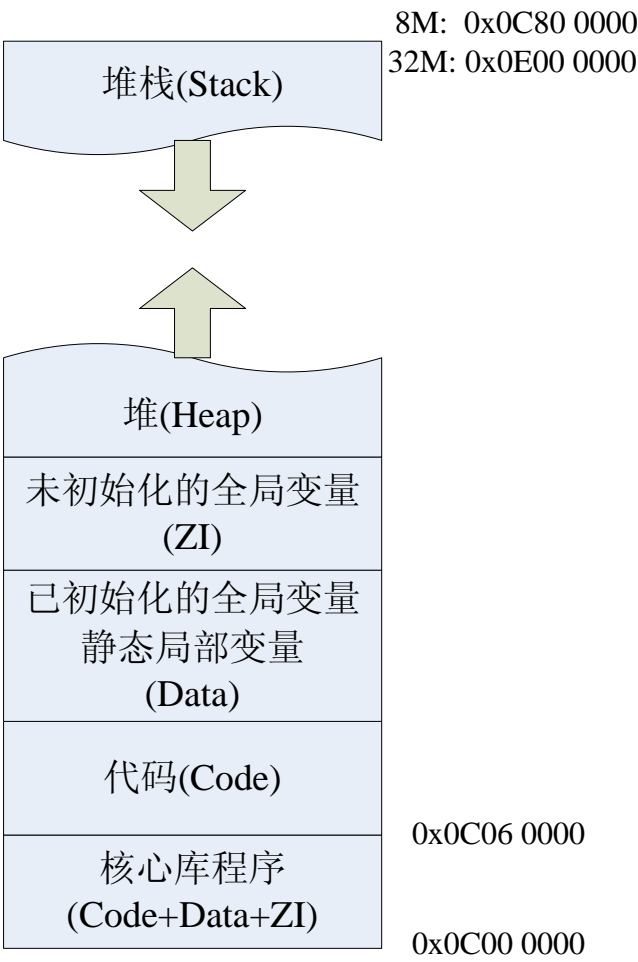 8M: 0x0C80 0000
32M: 0x0E00 0000
堆栈(Stack)
堆(Heap)
未初始化的全局变量
(ZI)
已初始化的全局变量
静态局部变量
(Data)
代码(Code)
0x0C06 0000
核心库程序
(Code+Data+ZI)
0x0C00 0000